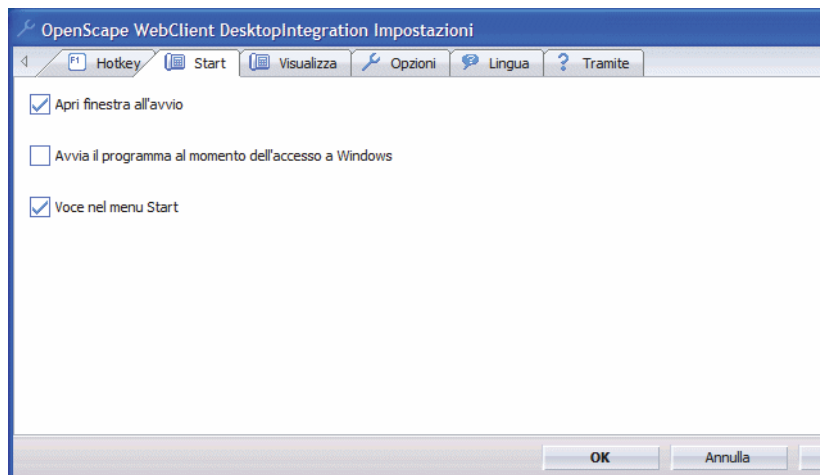 OpenScape WebClient DesktopIntegration Impostazioni
F1 Hotkey Start Visualizza Opzioni Lingua ? Tramite
Apri finestra all'avvio
Avvia il programma al momento dell'accesso a Windows
Voce nel menu Start
OK Annulla